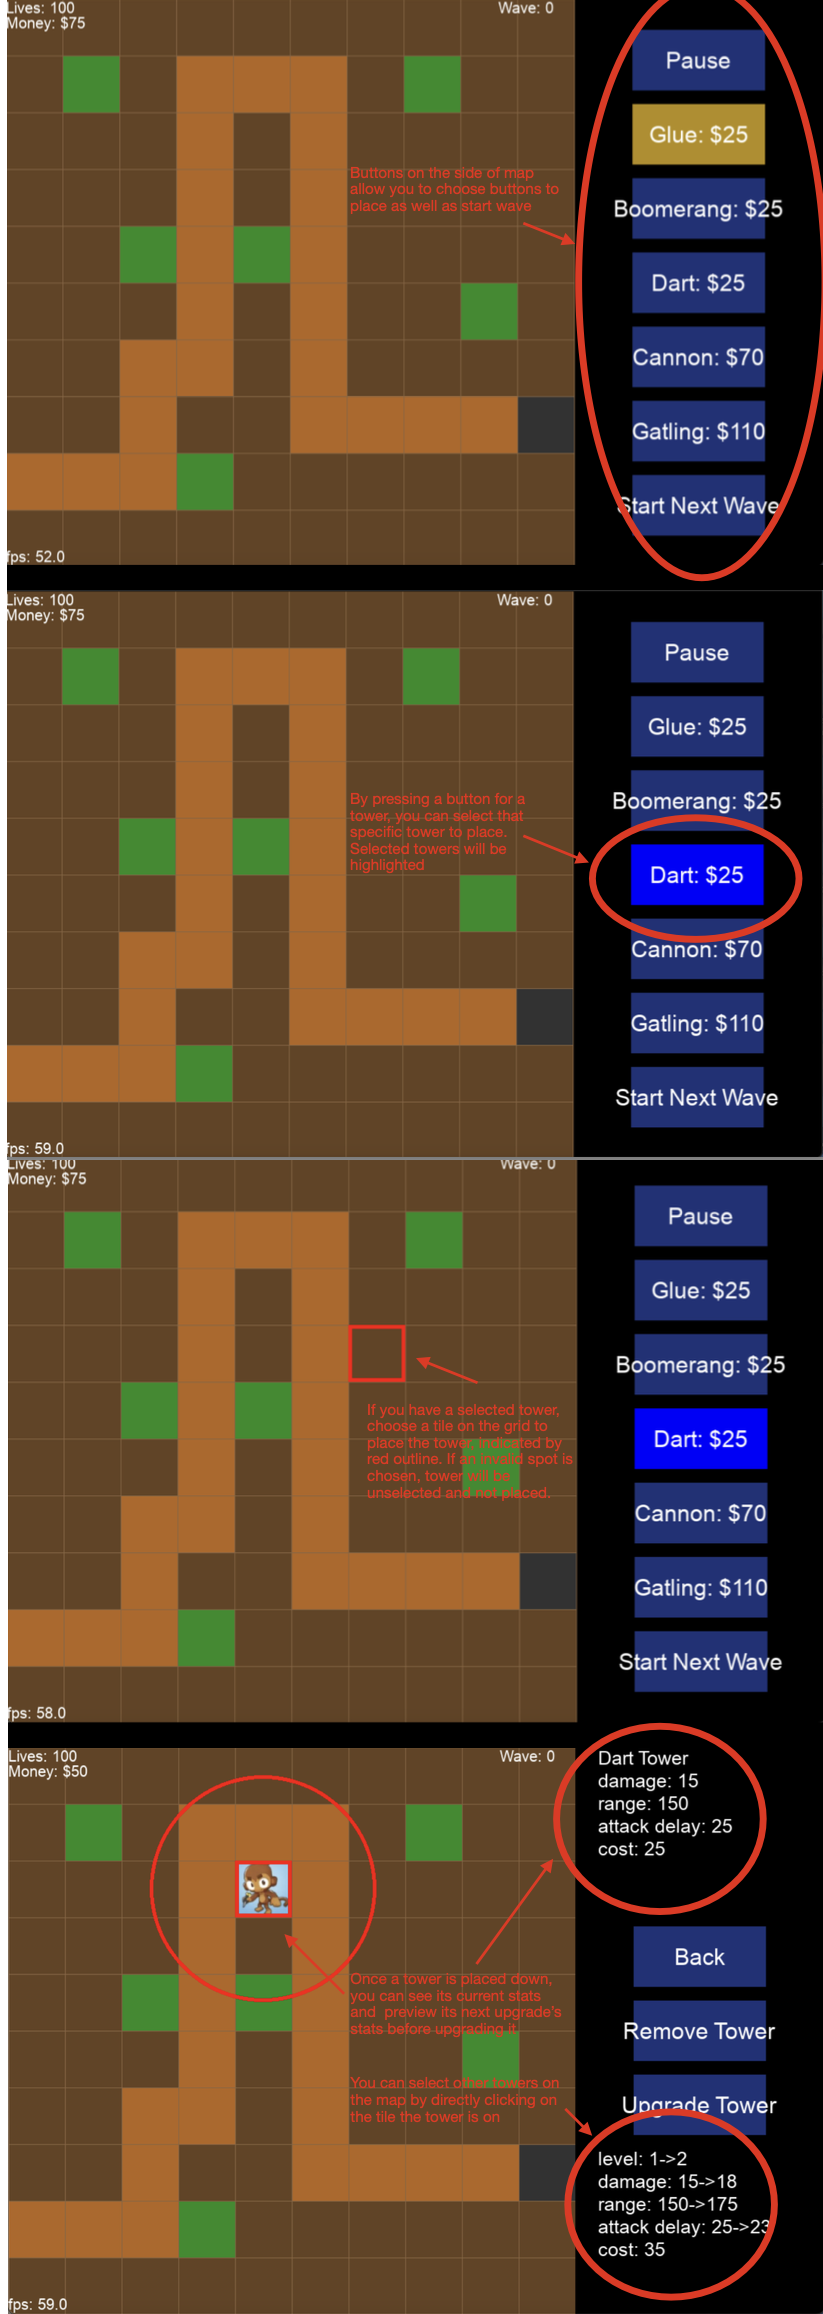 Lives: 100
Money: $75
Wave: 0
Pause
Glue: $25
Buttons on the side of map
allow you to choose buttons to
place as well as start wave
Boomerang: $25
Dart: $25
Cannon: $70
Gatling: $110
Start Next Wave
fps: 52.0
Lives: 100
Money: $75
Wave: 0
Pause
Glue: $25
By pressing a button for a
tower, you can select that
specific tower to place.
Selected towers will be
highlighted
Boomerang: $25
Dart: $25
Cannon: $70
Gatling: $110
Start Next Wave
fps: 59.0
Lives: 100
Money: $75
Wave: 0
Pause
Glue: $25
Boomerang: $25
If you have a selected tower,
choose a tile on the grid to
place the tower, indicated by
red outline. If an invalid spot is
chosen, tower will be
unselected and not placed.
Dart: $25
Cannon: $70
Gatling: $110
Start Next Wave
fps: 58.0
Lives: 100
Money: $50
Wave: 0
Dart Tower
damage: 15
range: 150
attack delay: 25
cost: 25
Back
Once a tower is placed down,
you can see its current stats
and preview its next upgrade's
stats before upgrading it
Remove Tower
You can select other towers on
the map by directly clicking on
the tile the tower is on
Upgrade Tower
level: 1->2
damage: 15->18
range: 150->175
attack delay: 25->23
cost: 35
fps: 59.0